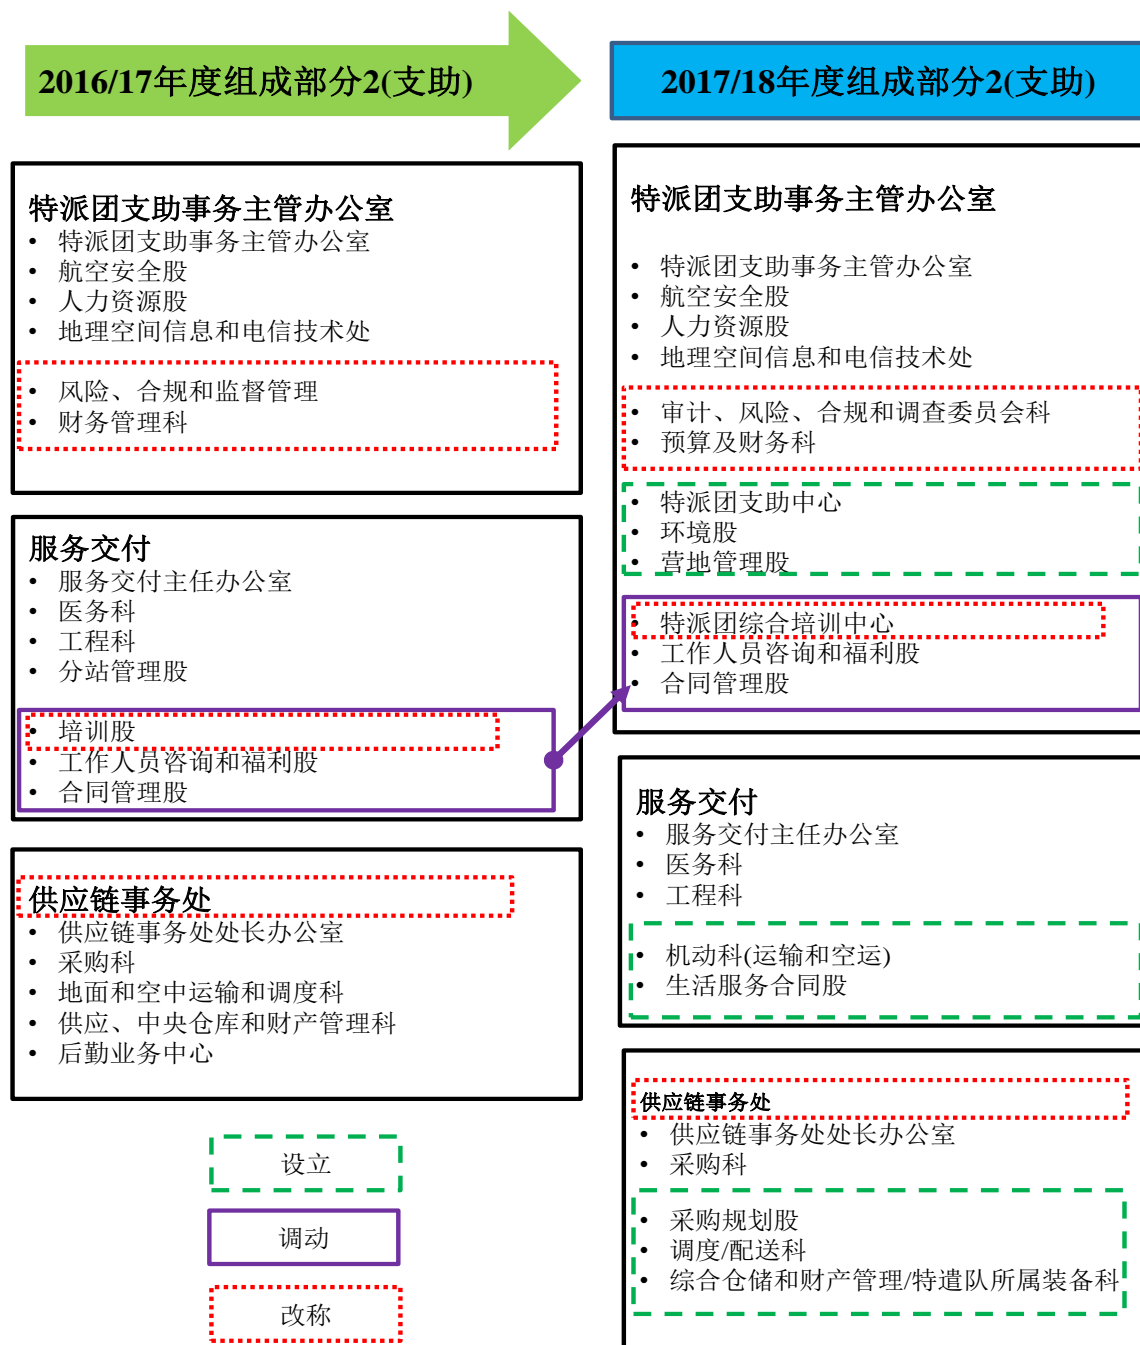 2016/17年度组成部分2(支助)
特派团支助事务主管办公室
• 特派团支助事务主管办公室
• 航空安全股
• 人力资源股
• 地理空间信息和电信技术处
• 风险、合规和监督管理
• 财务管理科
服务交付
• 服务交付主任办公室
• 医务科
• 工程科
• 分站管理股
• 培训股
• 工作人员咨询和福利股
• 合同管理股
供应链事务处
• 供应链事务处处长办公室
• 采购科
• 地面和空中运输和调度科
• 供应、中央仓库和财产管理科
• 后勤业务中心
设立
调动
改称
2017/18年度组成部分2(支助)
特派团支助事务主管办公室
• 特派团支助事务主管办公室
• 航空安全股
• 人力资源股
• 地理空间信息和电信技术处
• 审计、风险、合规和调查委员会科
• 预算及财务科
• 特派团支助中心
• 环境股
• 营地管理股
• 特派团综合培训中心
• 工作人员咨询和福利股
• 合同管理股
服务交付
• 服务交付主任办公室
• 医务科
• 工程科
• 机动科(运输和空运)
• 生活服务合同股
供应链事务处
• 供应链事务处处长办公室
• 采购科
• 采购规划股
• 调度/配送科
• 综合仓储和财产管理/特遣队所属装备科